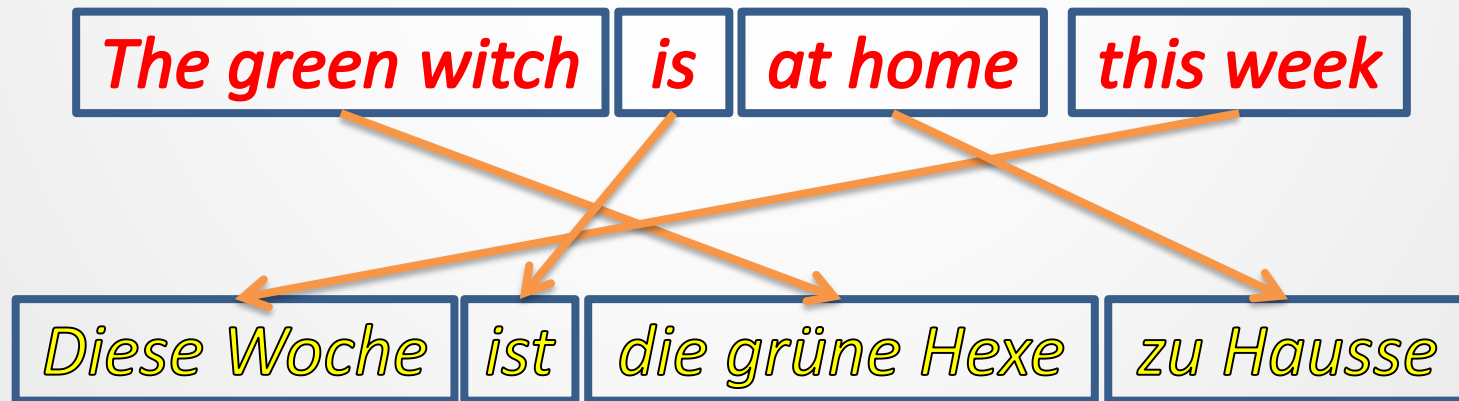 The green witch is at home this week
Diese Woche ist die grüne Hexe zu Hausse